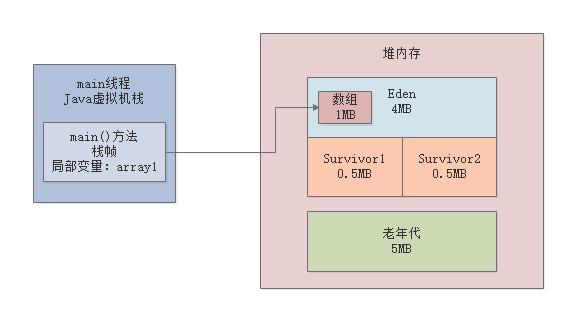 main线程
Java虚拟机栈
main()方法
栈帧
局部变量：array1
堆内存
数组
1MB
Eden
4MB
Survivor1
0.5MB
Survivor2
0.5MB
老年代
5MB